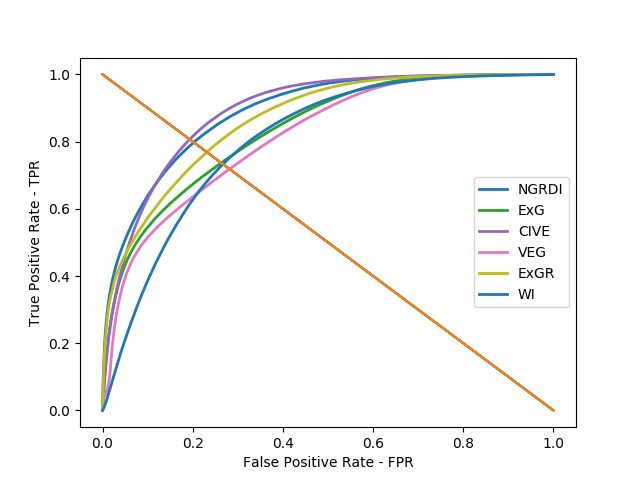 1.0
0.8
0.6
0.4
0.2
0.0
True Positive Rate - TPR
NGRDI
ExG
CIVE
VEG
ExGR
WI
0.0 0.2 0.4 0.6 0.8 1.0
False Positive Rate - FPR